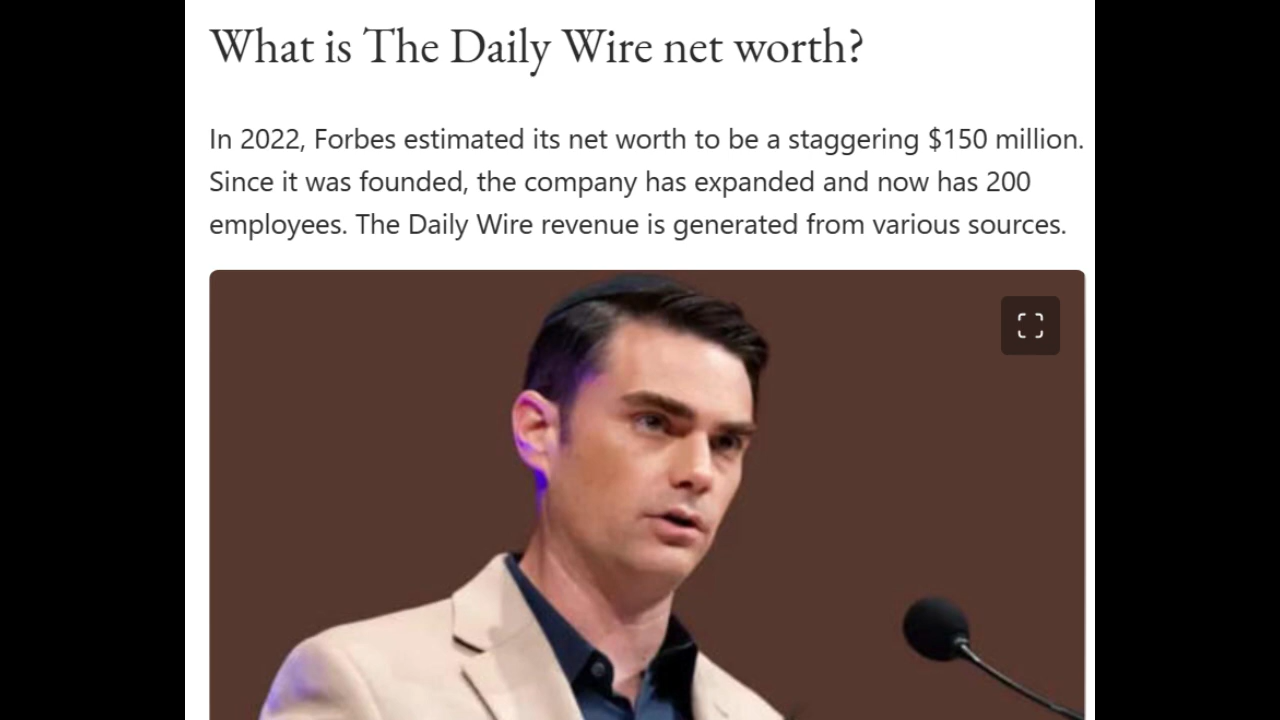 What is The Daily Wire net worth?
In 2022, Forbes estimated its net worth to be a staggering $150 million.
Since it was founded, the company has expanded and now has 200
employees. The Daily Wire revenue is generated from various sources.